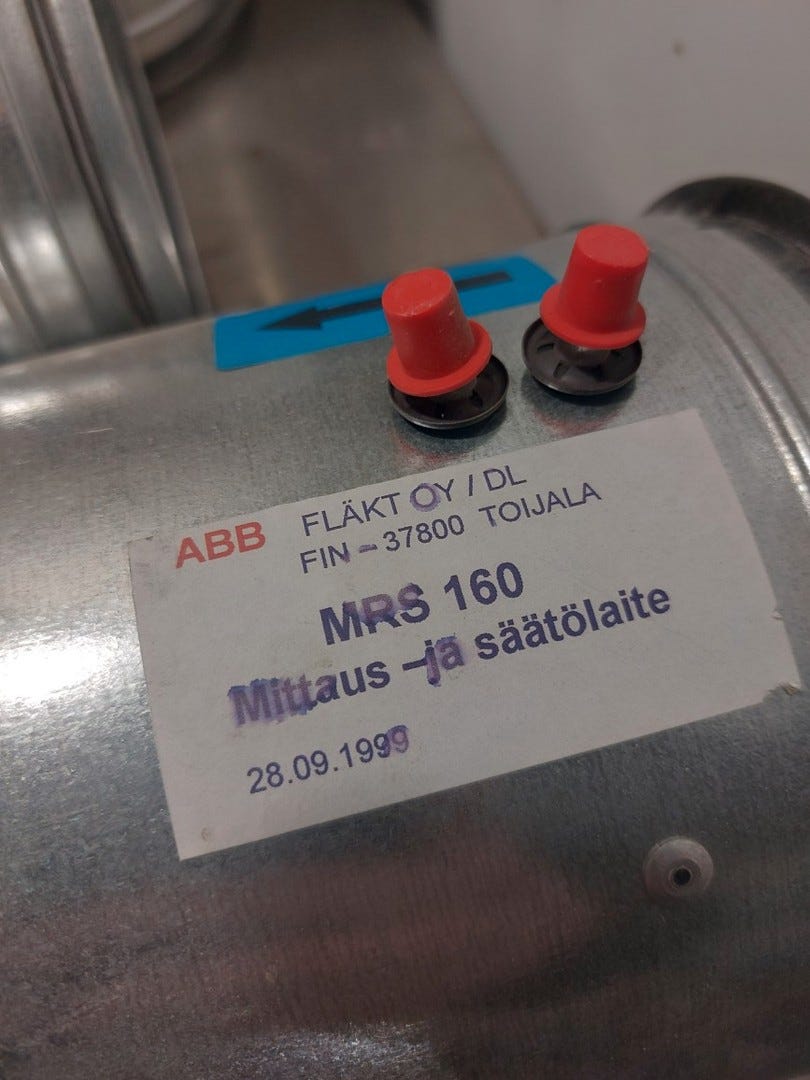 ABB FLÄKT OY / DL
FIN - 37800 TOIJALA
MRS 160
Mittaus -ja säätölaite
28.09.1999